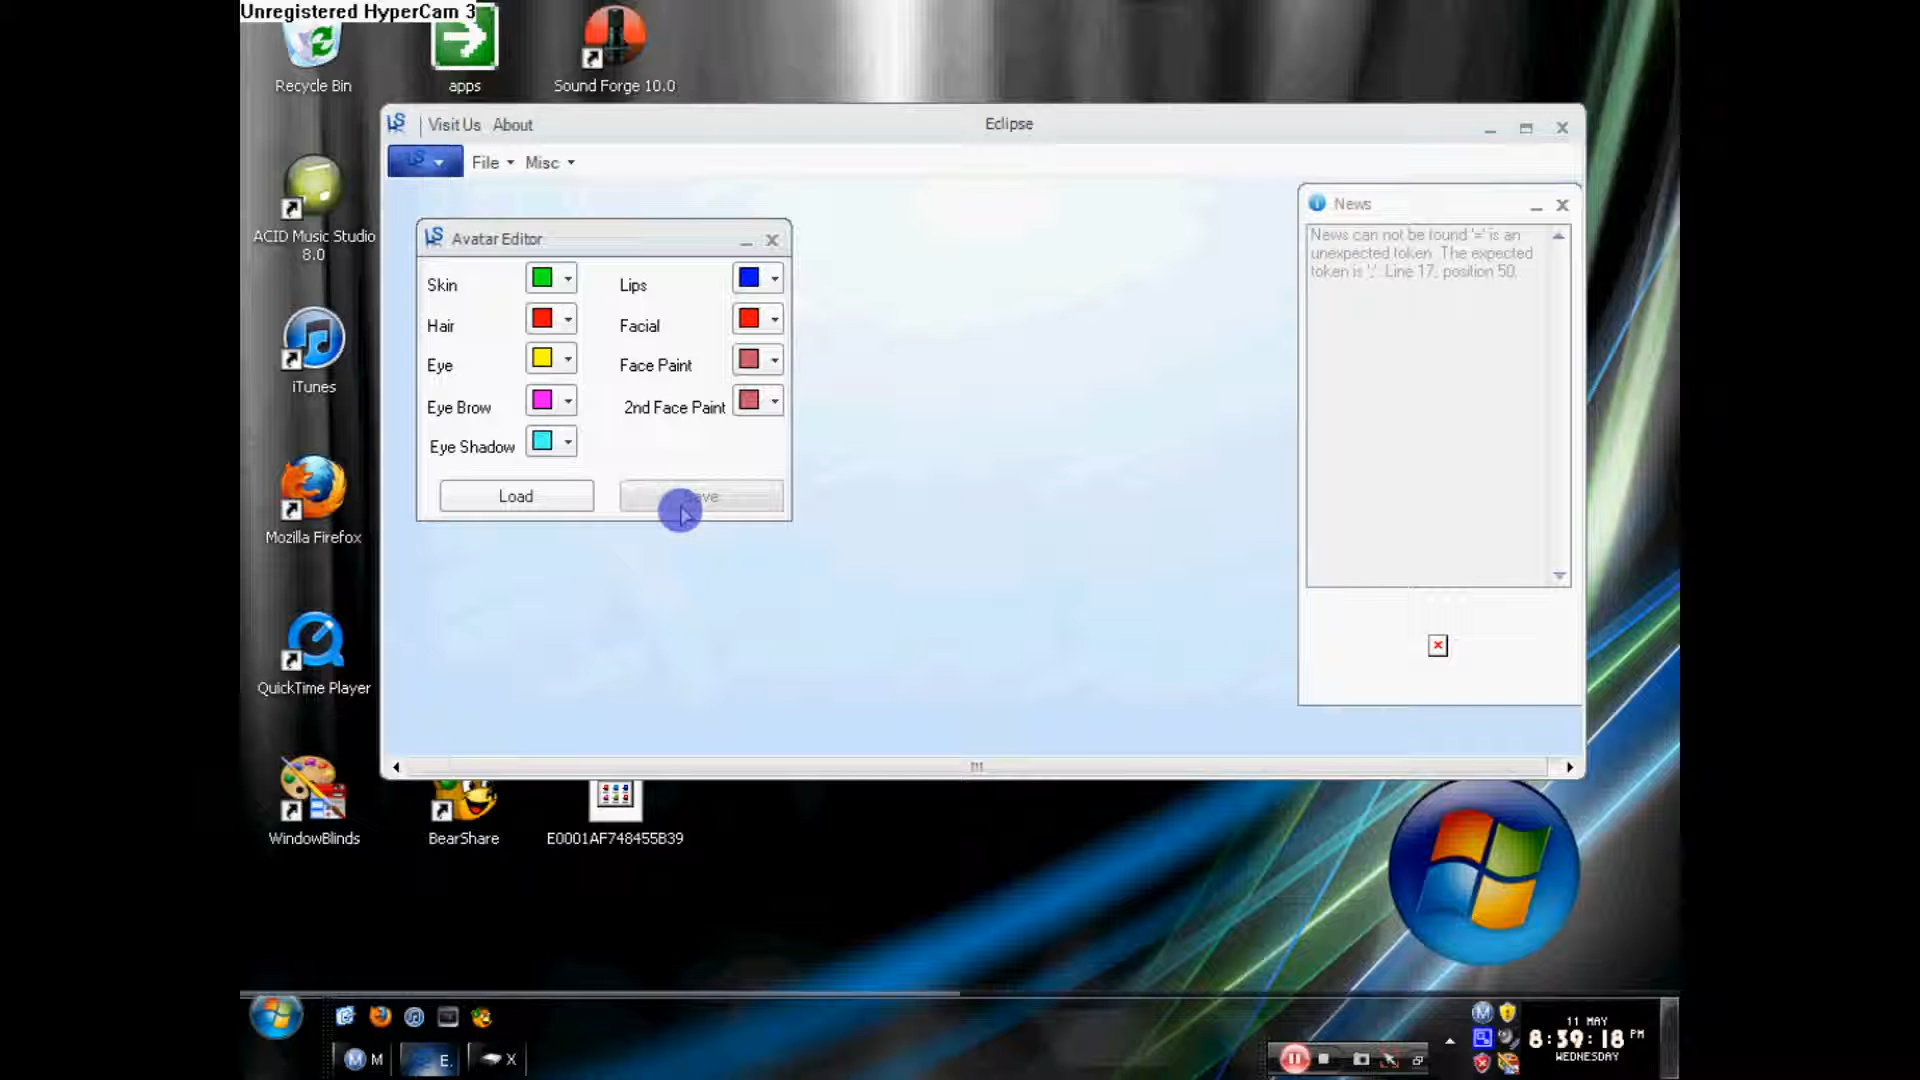 Unregistered HyperCam 3
Recycle Bin
apps
Sound Forge 10.0
Visit Us About
Eclipse
File
Misc
News
News can not be found '=' is an
unexpected token. The expected
token is ';'. Line 17, position 50.
Avatar Editor
Skin
Lips
Hair
Facial
Eye
Face Paint
Eye Brow
2nd Face Paint
Eye Shadow
Load
Save
ACID Music Studio
8.0
iTunes
Mozilla Firefox
QuickTime Player
WindowBlinds
BearShare
E0001AF748455B39
M
E.
X
11 MAY
8:39:18 PM
WEDNESDAY